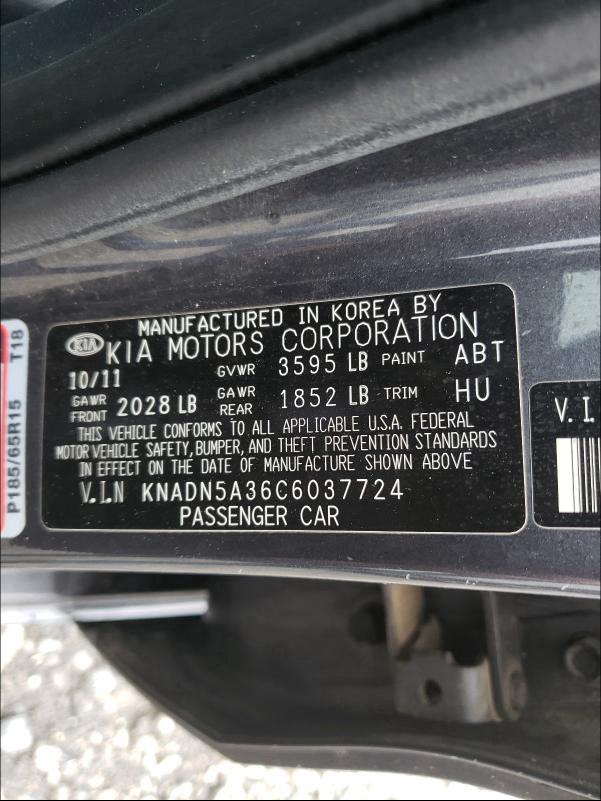 MANUFACTURED IN KOREA BY
KIA KIA MOTORS CORPORATION
10/11 GVWR 3595 LB PAINT ABT
GAWR FRONT 2028 LB GAWR REAR 1852 LB TRIM HU
THIS VEHICLE CONFORMS TO ALL APPLICABLE U.S.A. FEDERAL
MOTOR VEHICLE SAFETY, BUMPER, AND THEFT PREVENTION STANDARDS
IN EFFECT ON THE DATE OF MANUFACTURE SHOWN ABOVE
V.I.N KNADN5A36C6037724
PASSENGER CAR
P185/65R15 T18
V.I